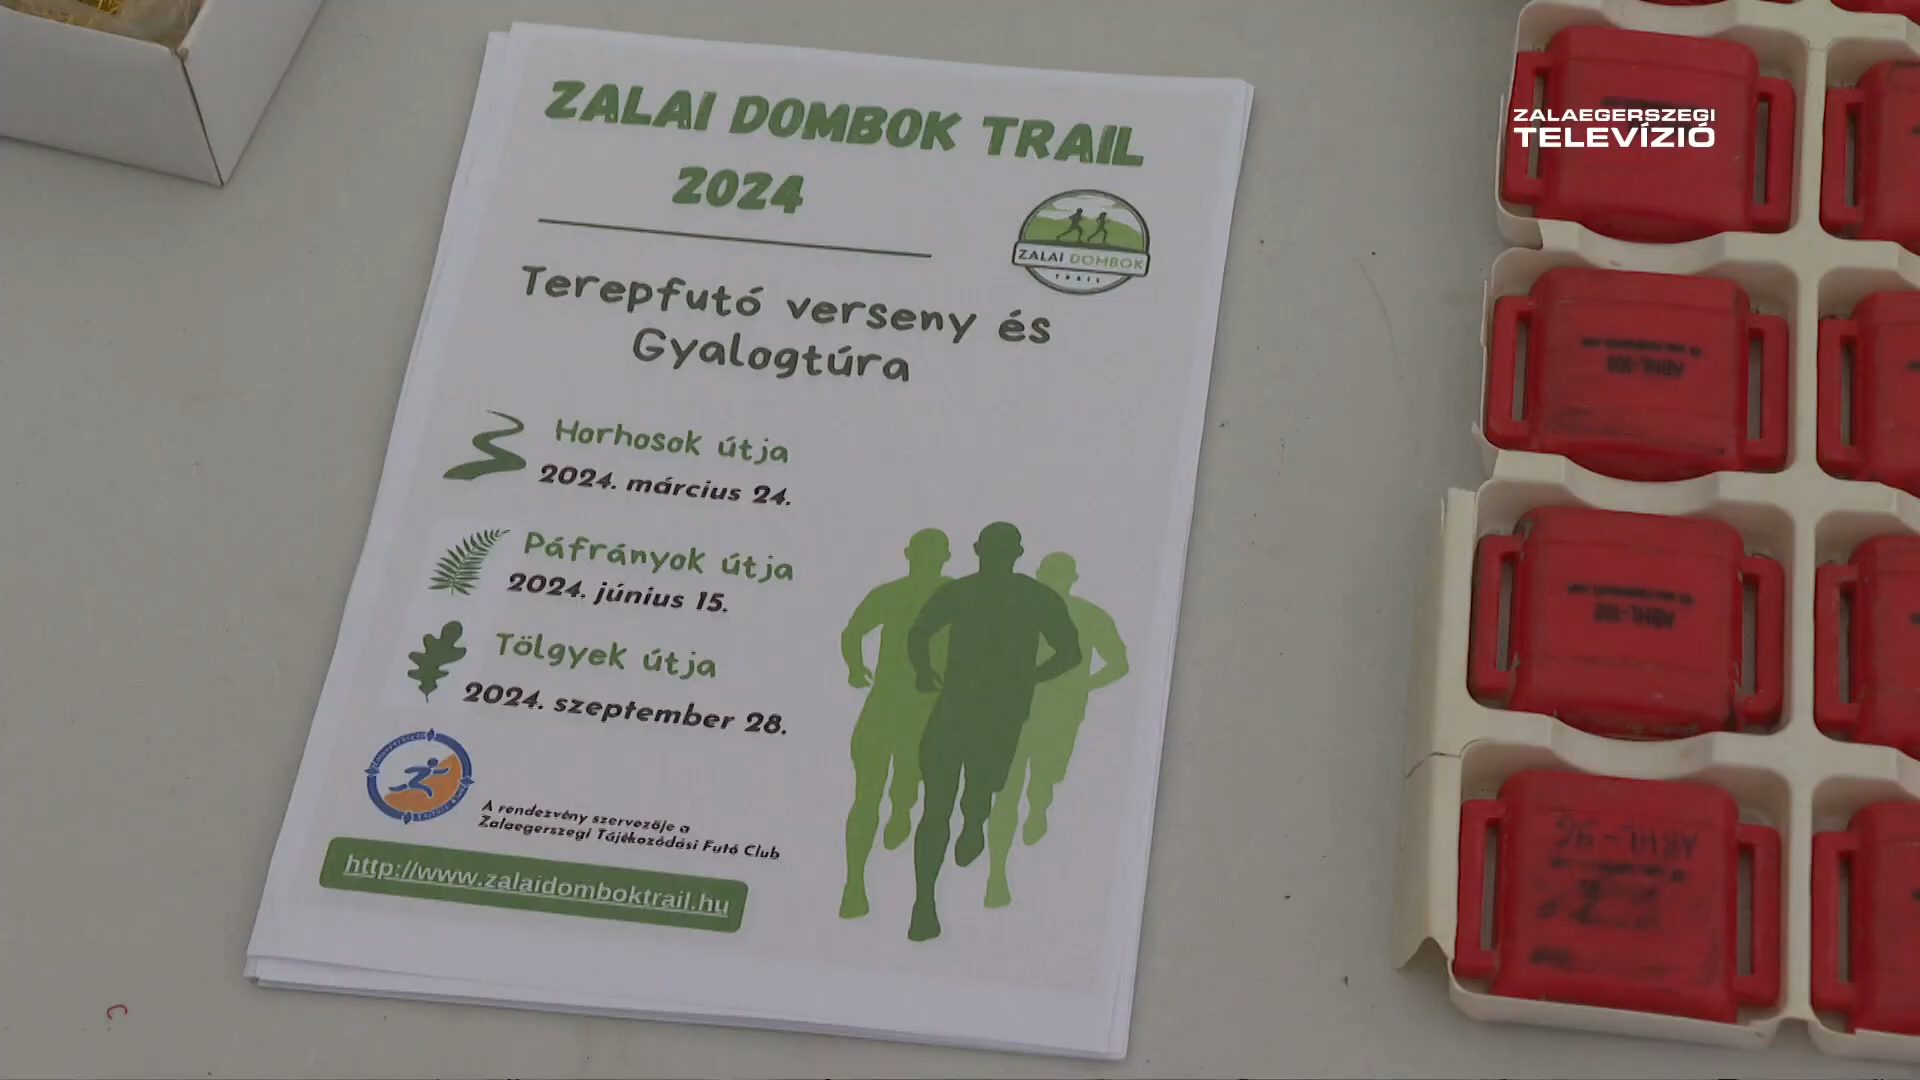 ZALAI DOMBOK TRAIL
2024
ZALAI DOMBOK
TRAIL
Terepfutó verseny és
Gyalogtúra
Horhosok útja
2024. március 24.
Páfrányok útja
2024. június 15.
Tölgyek útja
2024. szeptember 28.
A rendezvény szervezője a
Zalaegerszegi Tájékozódási Futó Club
http://www.zalaidomboktrail.hu
ZALAEGERSZEGI
TELEVÍZIÓ